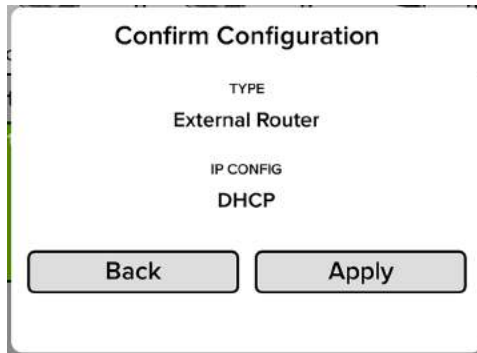 Confirm Configuration
TYPE
External Router
IP CONFIG
DHCP
Back Apply